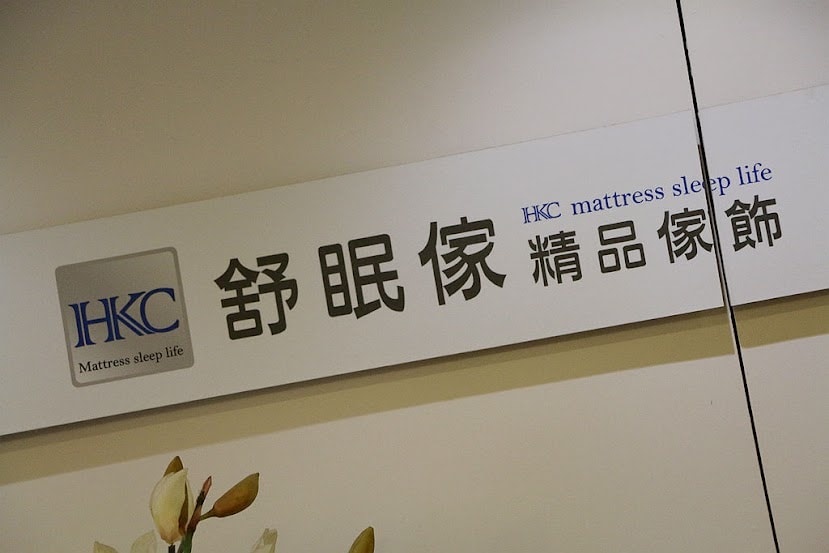 HKC
Mattress sleep life
舒眠傢
HKC mattress sleep life
精品傢飾